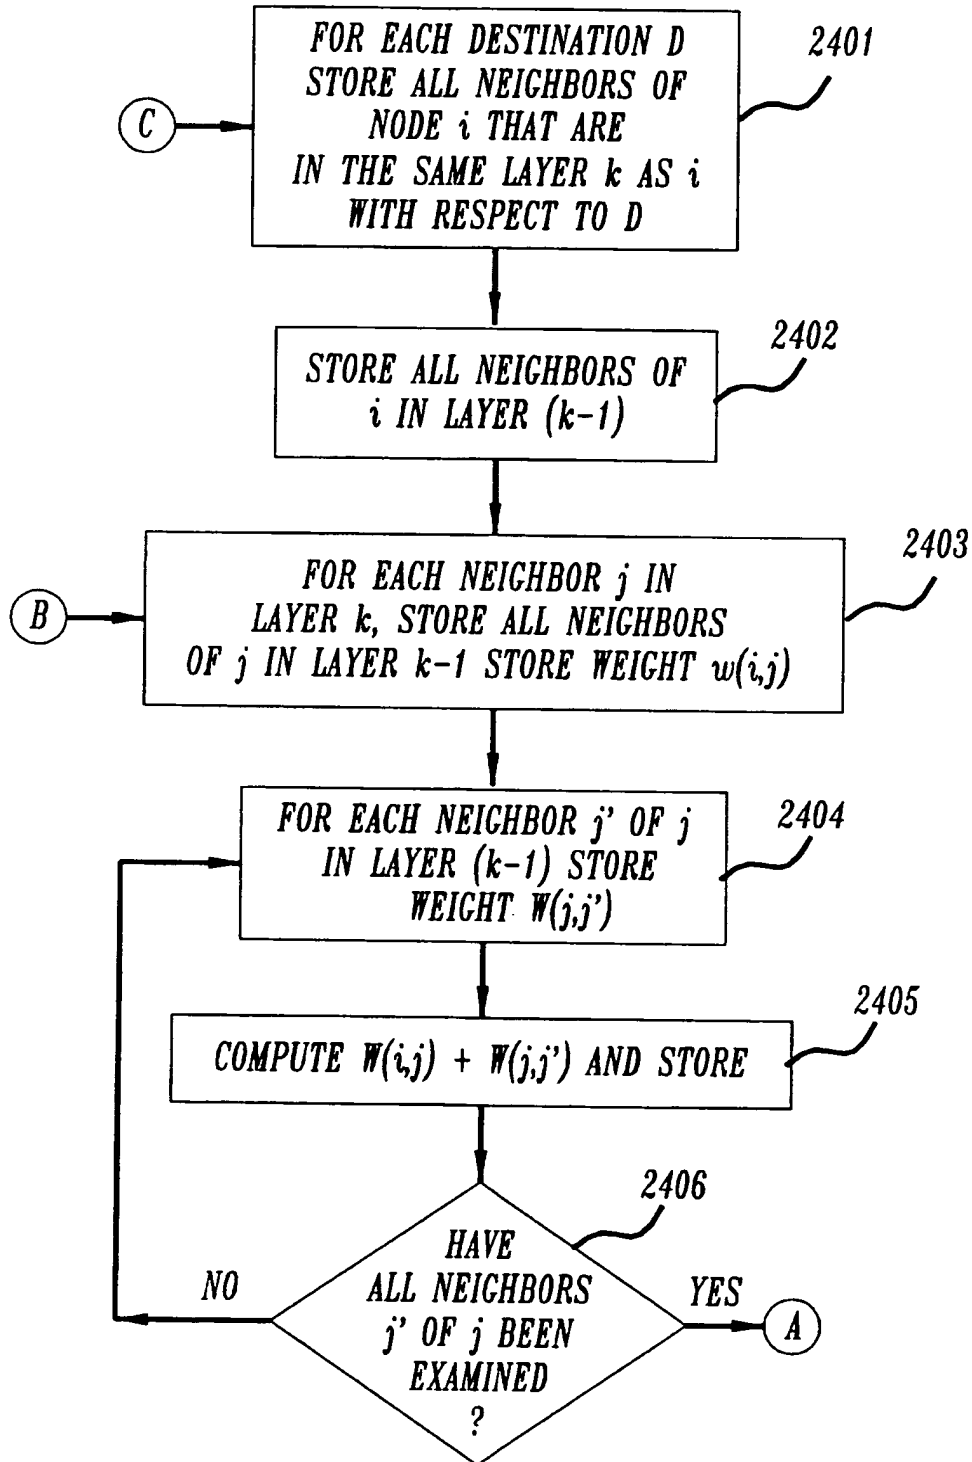 FOR EACH DESTINATION D
STORE ALL NEIGHBORS OF
NODE i THAT ARE
IN THE SAME LAYER k AS i
WITH RESPECT TO D
2401
C
STORE ALL NEIGHBORS OF
i IN LAYER (k-1)
2402
FOR EACH NEIGHBOR j IN
LAYER k, STORE ALL NEIGHBORS
OF j IN LAYER k-1 STORE WEIGHT w(i,j)
2403
B
FOR EACH NEIGHBOR j' OF j
IN LAYER (k-1) STORE
WEIGHT W(j,j')
2404
COMPUTE W(i,j) + W(j,j') AND STORE
2405
HAVE
ALL NEIGHBORS
j' OF j BEEN
EXAMINED
?
2406
NO
YES
A